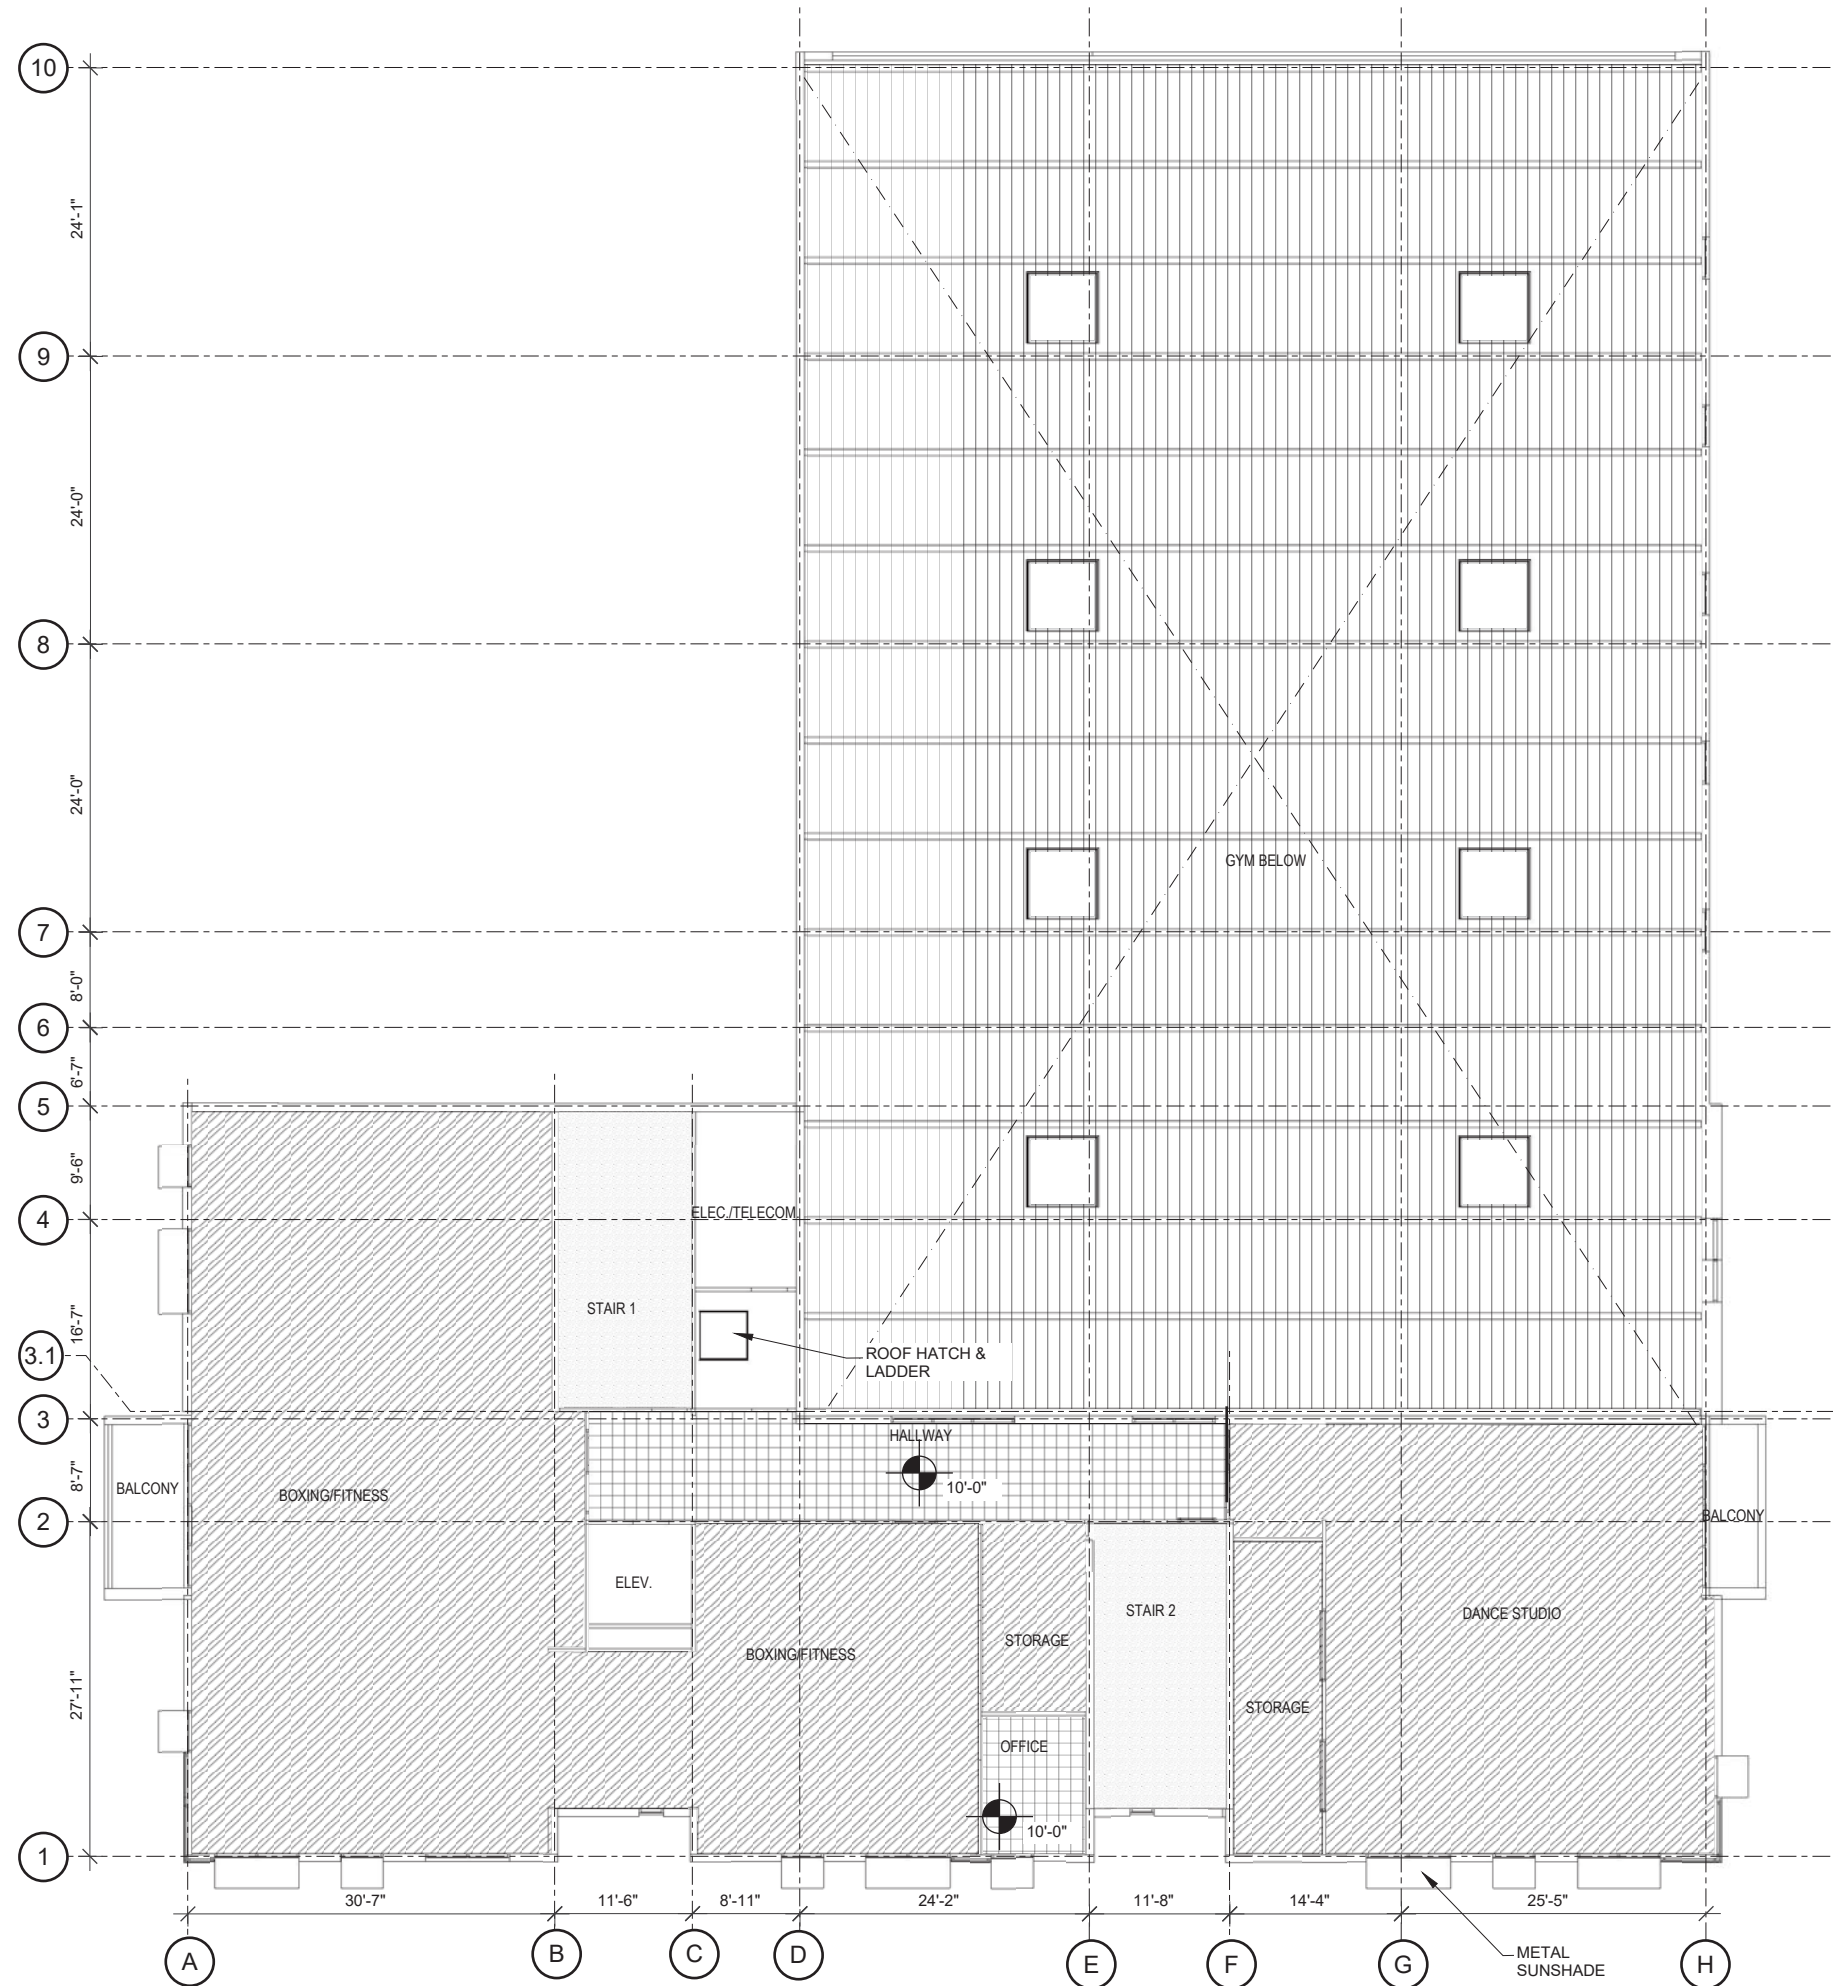 10
24'-1"
9
24'-0"
8
24'-0"
GYM BELOW
7
8'-0"
6
6'-7"
5
9'-6"
4
ELEC./TELECOM.
STAIR 1
16'-7"
3.1
ROOF HATCH &
LADDER
3
HALLWAY
10'-0"
8'-7"
BALCONY
BOXING/FITNESS
BALCONY
2
ELEV.
STAIR 2
DANCE STUDIO
STORAGE
BOXING/FITNESS
27'-11"
STORAGE
OFFICE
10'-0"
1
30'-7"
11'-6"
8'-11"
24'-2"
11'-8"
14'-4"
25'-5"
A
B
C
D
E
F
G
H
METAL
SUNSHADE